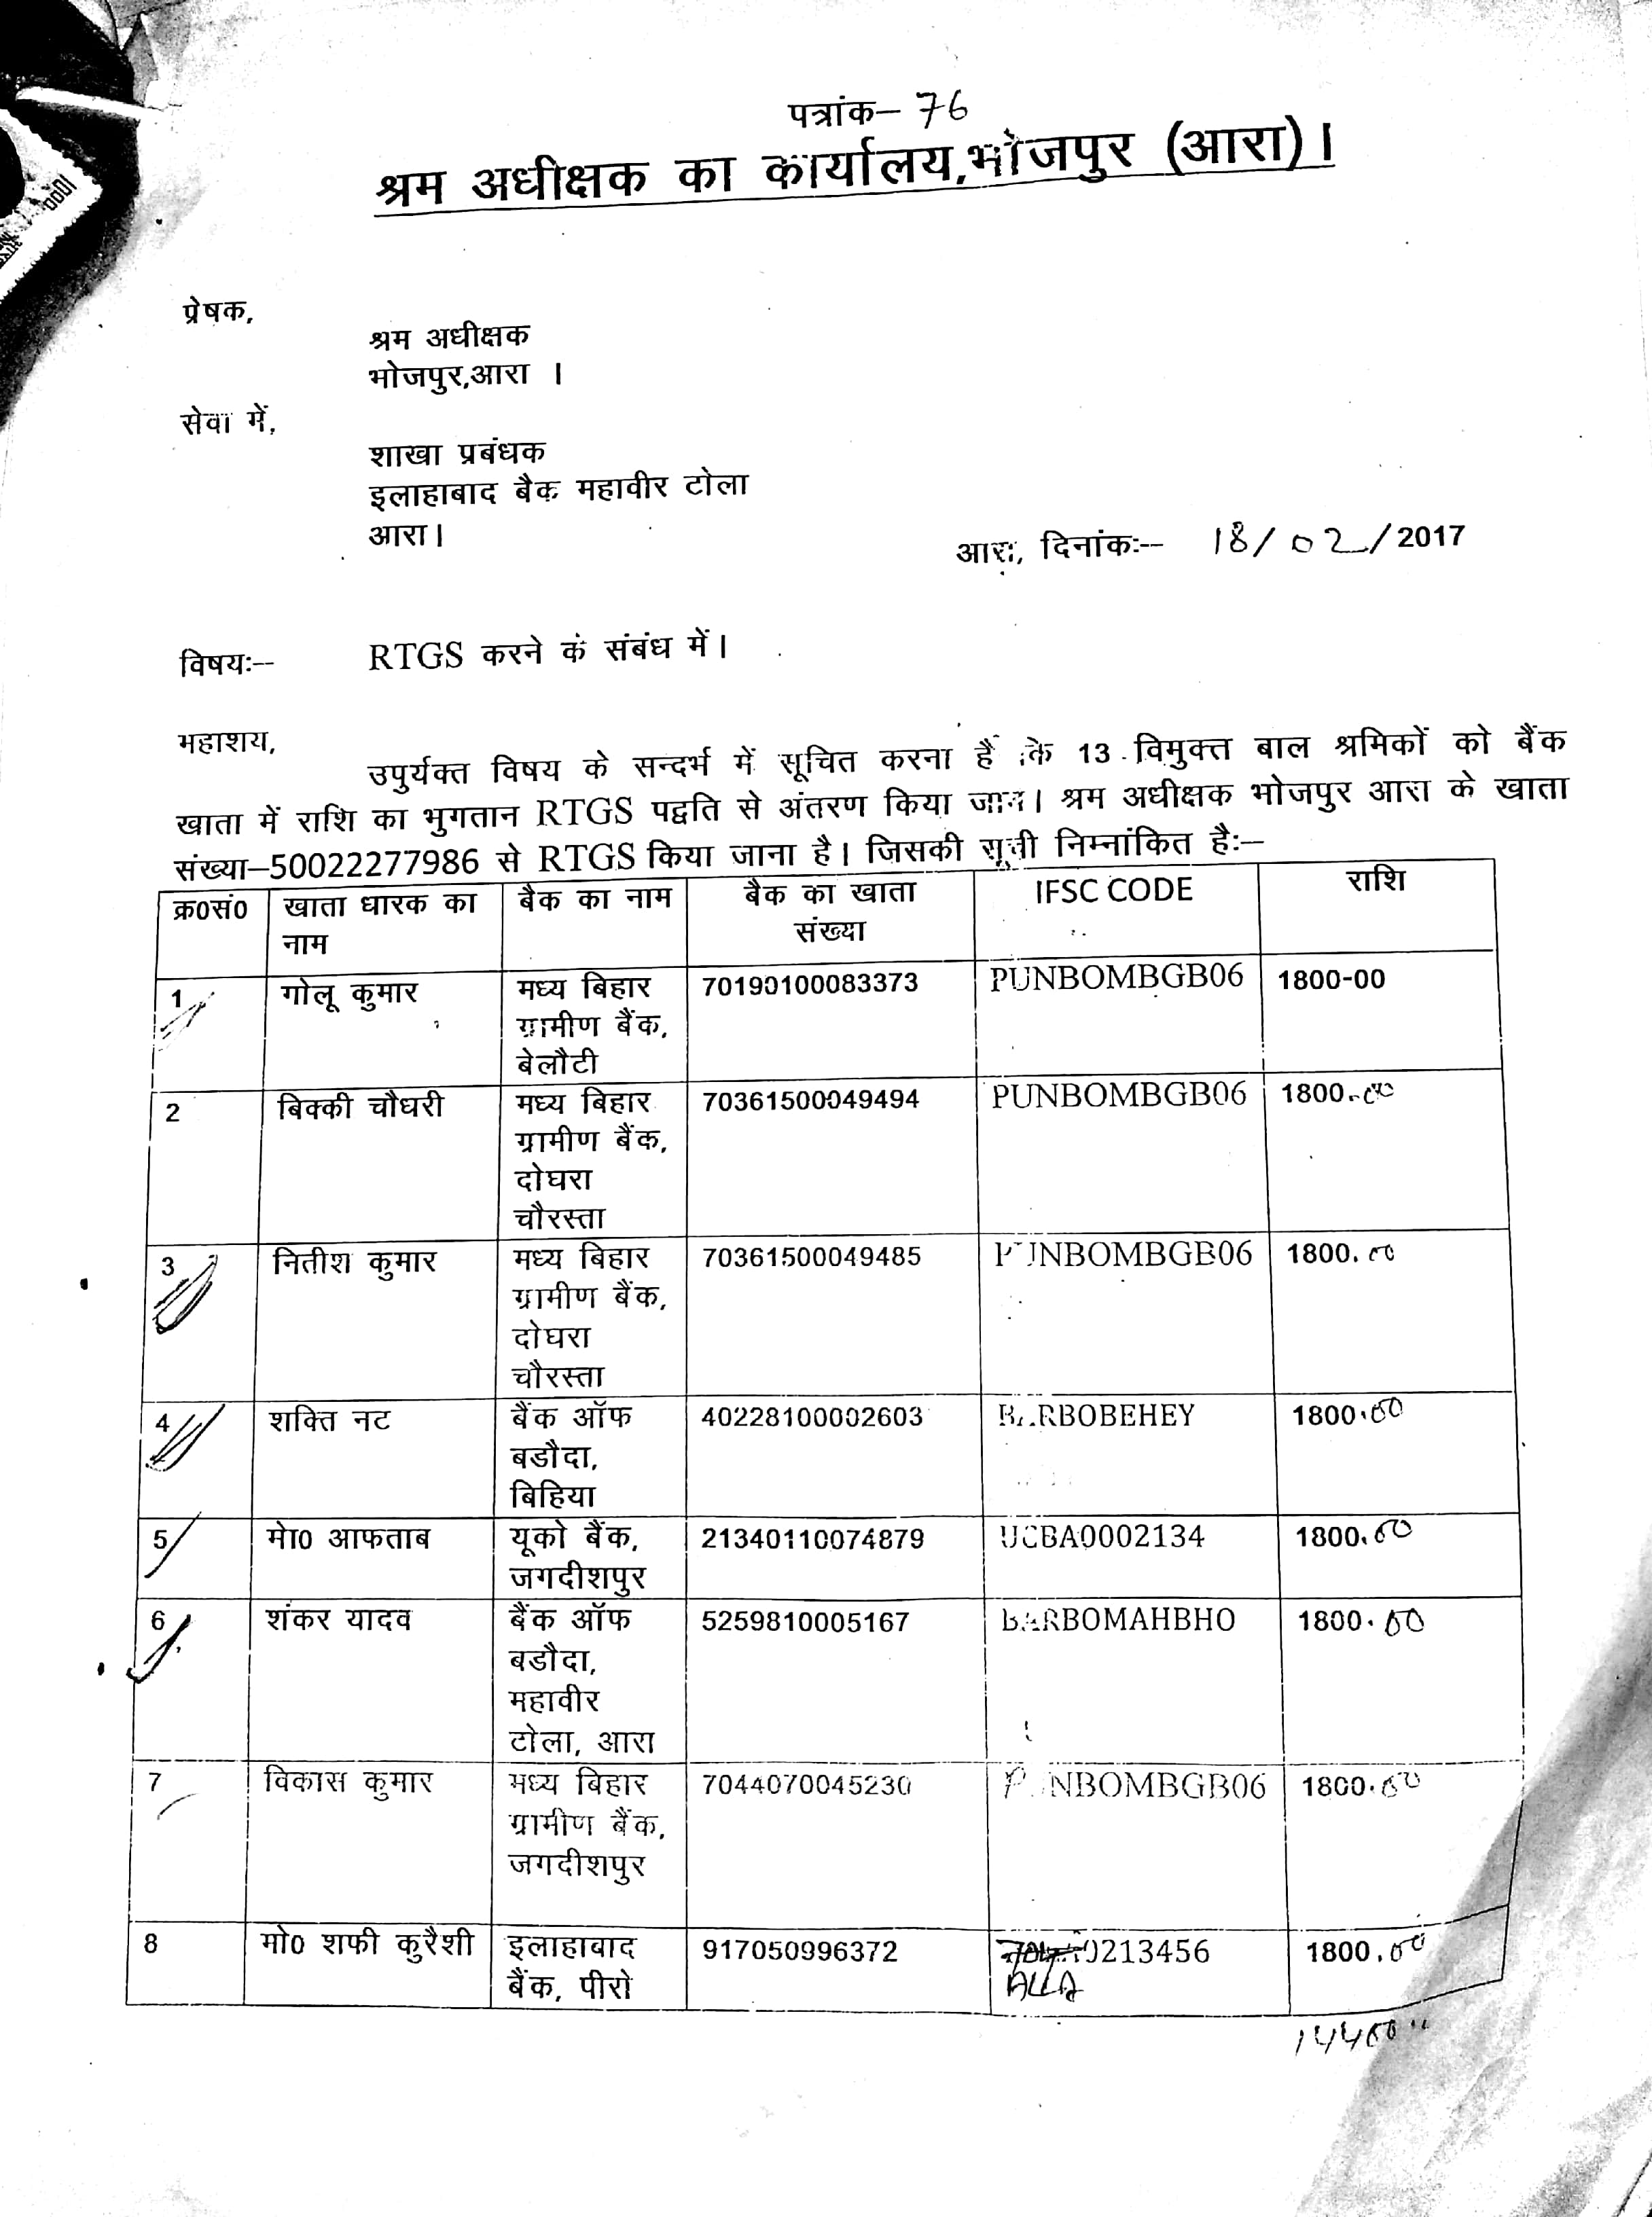 पत्रांक– 76
श्रम अधीक्षक का कार्यालय,भोजपुर (आरा)।
प्रेषक,
श्रम अधीक्षक
भोजपुर,आरा ।
सेवा में,
शाखा प्रबंधक
इलाहाबाद बैक महावीर टोला
आरा।
आरा, दिनांकः-- 18/02/2017
विषयः-- RTGS करने के संबंध में।
महाशय,
उपुर्यक्त विषय के सन्दर्भ में सूचित करना है कि 13 विमुक्त बाल श्रमिकों को बैंक
खाता में राशि का भुगतान RTGS पद्वति से अंतरण किया जाना। श्रम अधीक्षक भोजपुर आरा के खाता
संख्या–50022277986 से RTGS किया जाना है। जिसकी सूची निम्नांकित हैः–
क्र0सं0 खाता धारक का बैक का नाम बैक का खाता IFSC CODE राशि
नाम संख्या
1 गोलू कुमार मध्य बिहार 70190100083373 PUNBOMBGB06 1800-00
ग्रामीण बैंक,
बेलौटी
2 बिक्की चौधरी मध्य बिहार 70361500049494 PUNBOMBGB06 1800.00
ग्रामीण बैंक,
दोघरा
चौरस्ता
3 नितीश कुमार मध्य बिहार 70361500049485 PUNBOMBGB06 1800.00
ग्रामीण बैंक,
दोघरा
चौरस्ता
4 शक्ति नट बैंक ऑफ 40228100002603 BARBOBEHEY 1800.00
बडौदा,
बिहिया
5 मेा0 आफताब यूको बैंक, 21340110074879 UCBA0002134 1800.00
जगदीशपुर
6 शंकर यादव बैंक ऑफ 5259810005167 BARBOMAHBHO 1800.00
बडौदा,
महावीर
टोला, आरा
7 विकास कुमार मध्य बिहार 7044070045230 PUNBOMBGB06 1800.00
ग्रामीण बैंक,
जगदीशपुर
8 मो0 शफी कुरैशी इलाहाबाद 917050996372 0213456 1800.00
बैंक, पीरो ALLA
14400